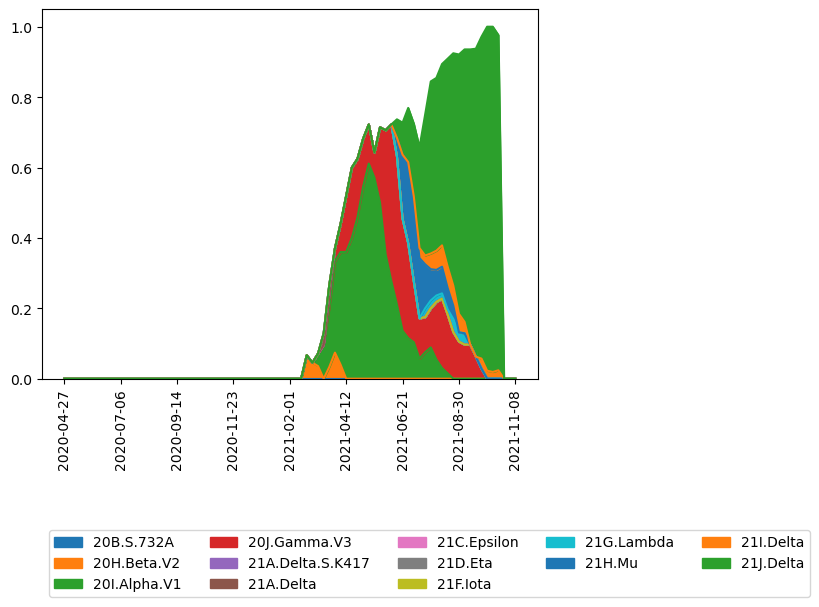 1.0
0.8
0.6
0.4
0.2
0.0
2020-04-27
2020-07-06
2020-09-14
2020-11-23
2021-02-01
2021-04-12
2021-06-21
2021-08-30
2021-11-08
20B.S.732A
20H.Beta.V2
20I.Alpha.V1
20J.Gamma.V3
21A.Delta.S.K417
21A.Delta
21C.Epsilon
21D.Eta
21F.Iota
21G.Lambda
21H.Mu
21I.Delta
21J.Delta